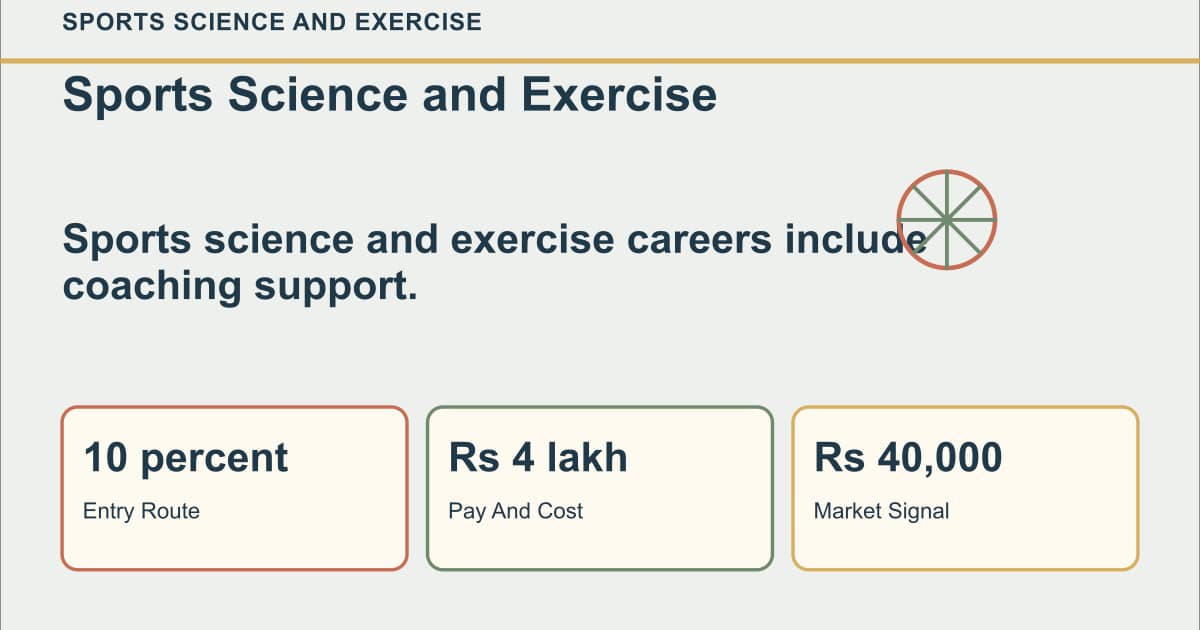 SPORTS SCIENCE AND EXERCISE
Sports Science and Exercise
Sports science and exercise careers include
coaching support.
10 percent
Entry Route
Rs 4 lakh
Pay And Cost
Rs 40,000
Market Signal